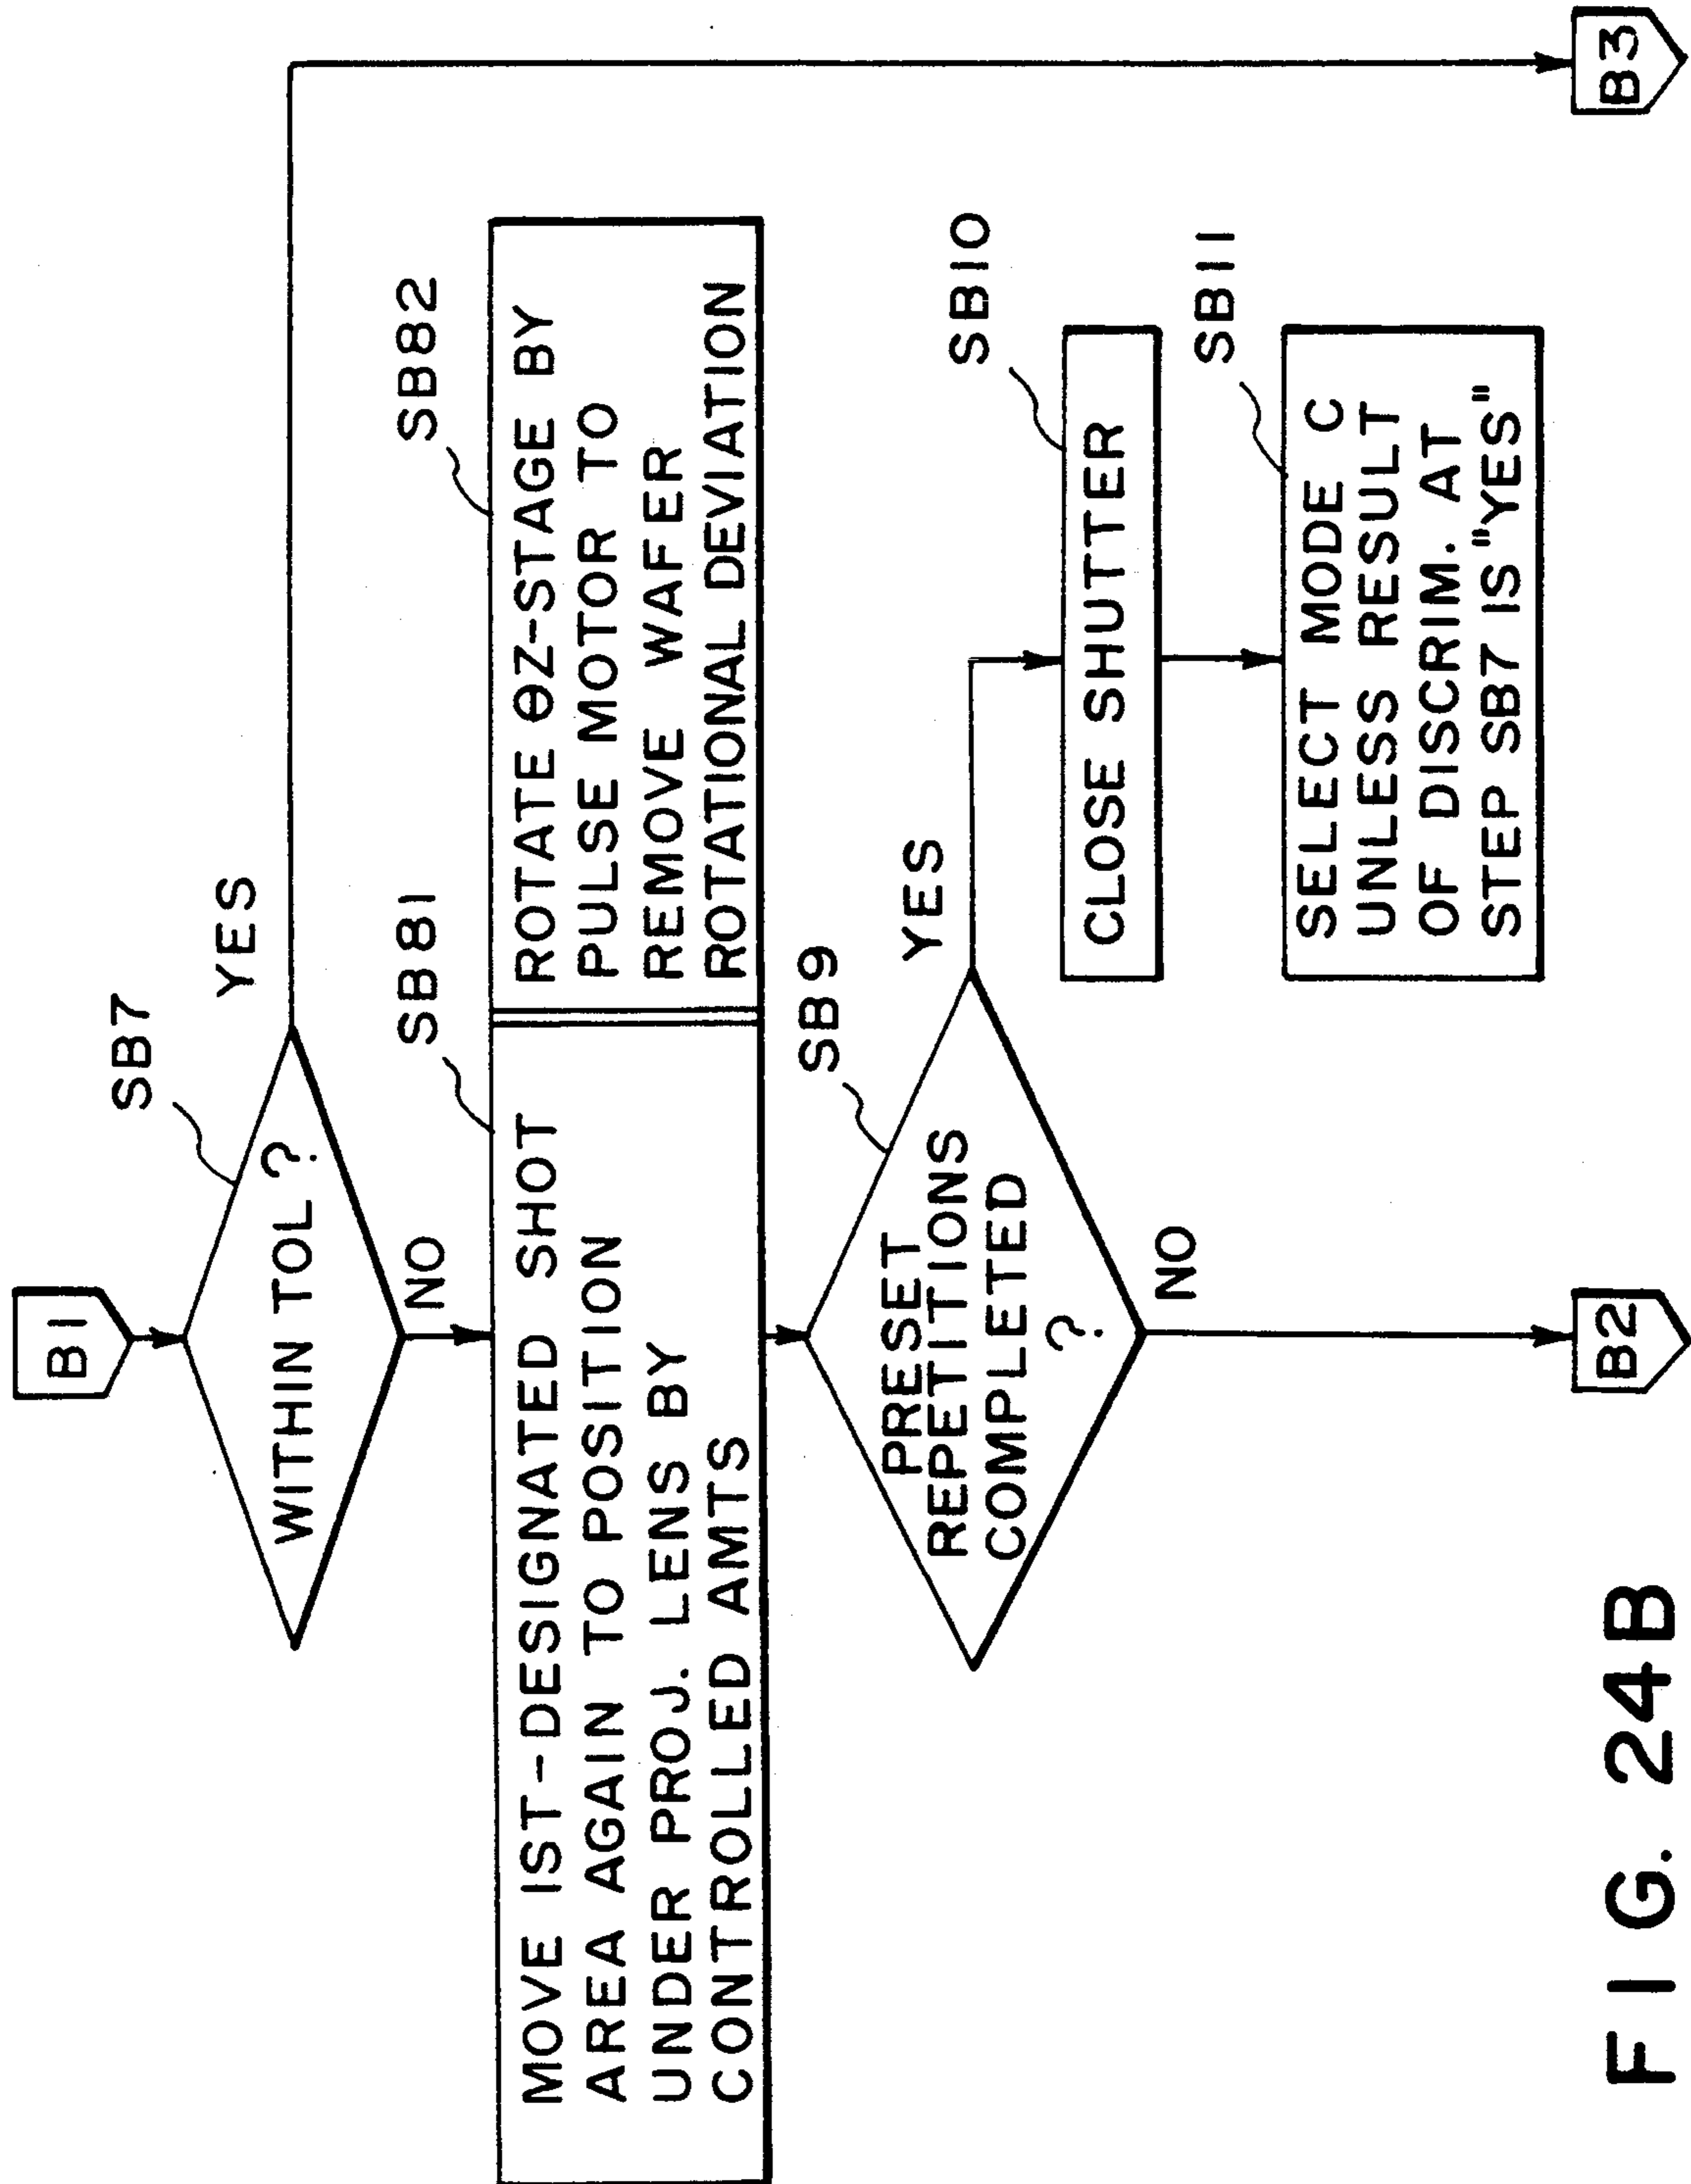 B1
SB7
WITHIN TOL ?
YES
NO
SB81
MOVE IST-DESIGNATED SHOT
AREA AGAIN TO POSITION
UNDER PROJ. LENS BY
CONTROLLED AMTS
SB82
ROTATE ΘZ-STAGE BY
PULSE MOTOR TO
REMOVE WAFER
ROTATIONAL DEVIATION
SB9
PRESET
REPETITIONS
COMPLETED
?
YES
NO
SB10
CLOSE SHUTTER
SB11
SELECT MODE C
UNLESS RESULT
OF DISCRIM. AT
STEP SB7 IS "YES"
B2
B3
FIG. 24B